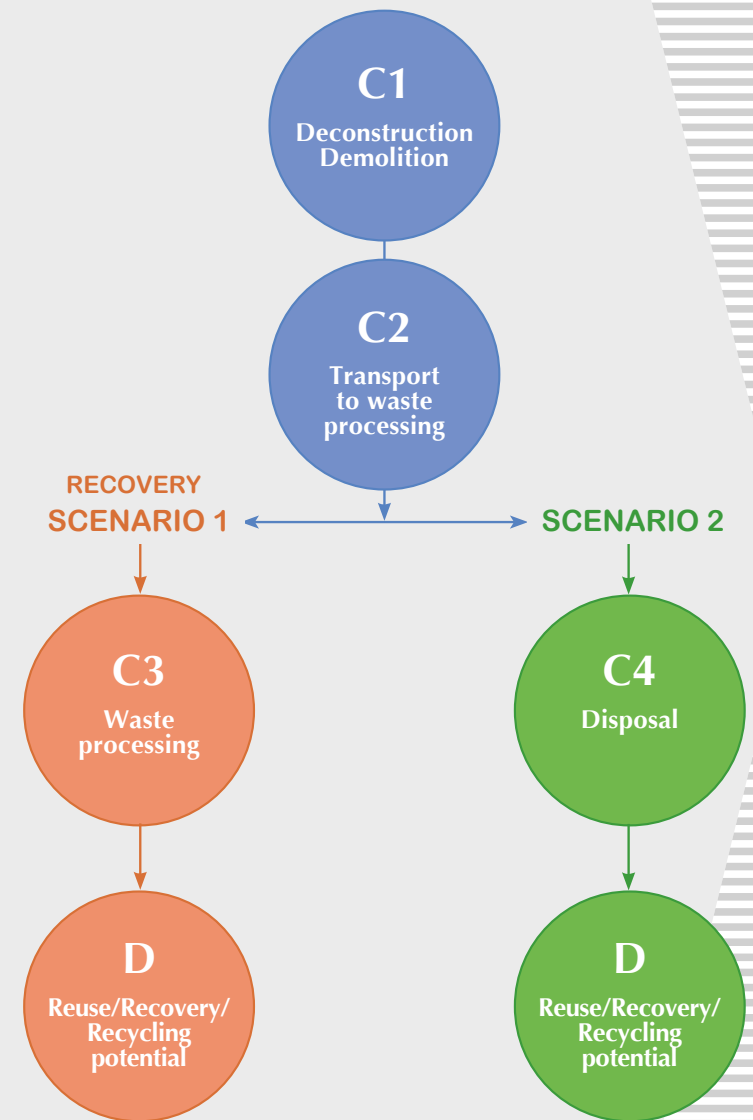 C1
Deconstruction
Demolition
C2
Transport
to waste
processing
RECOVERY
SCENARIO 1
SCENARIO 2
C3
Waste
processing
C4
Disposal
D
Reuse/Recovery/
Recycling
potential
D
Reuse/Recovery/
Recycling
potential